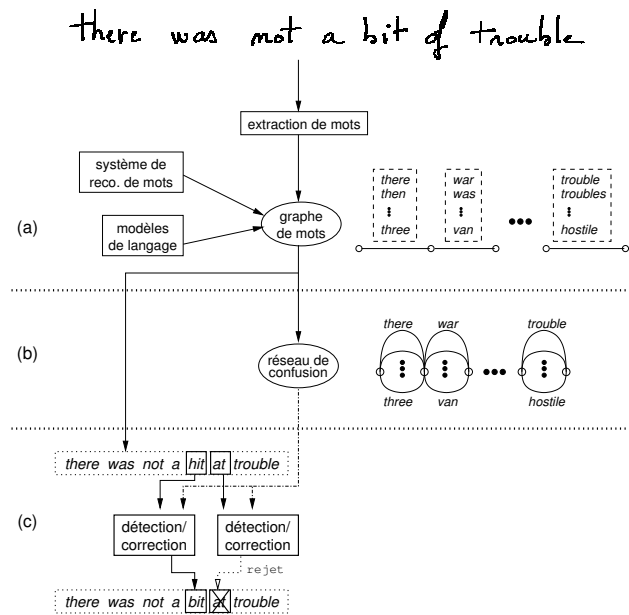 there was not a bit of trouble
extraction de mots
système de
reco. de mots
modèles
de langage
graphe
de mots
there
then
three
war
was
van
trouble
troubles
hostile
(a)
(b)
réseau de
confusion
there
war
trouble
three
van
hostile
there was not a hit at trouble
(c)
détection/
correction
détection/
correction
rejet
there was not a bit at trouble